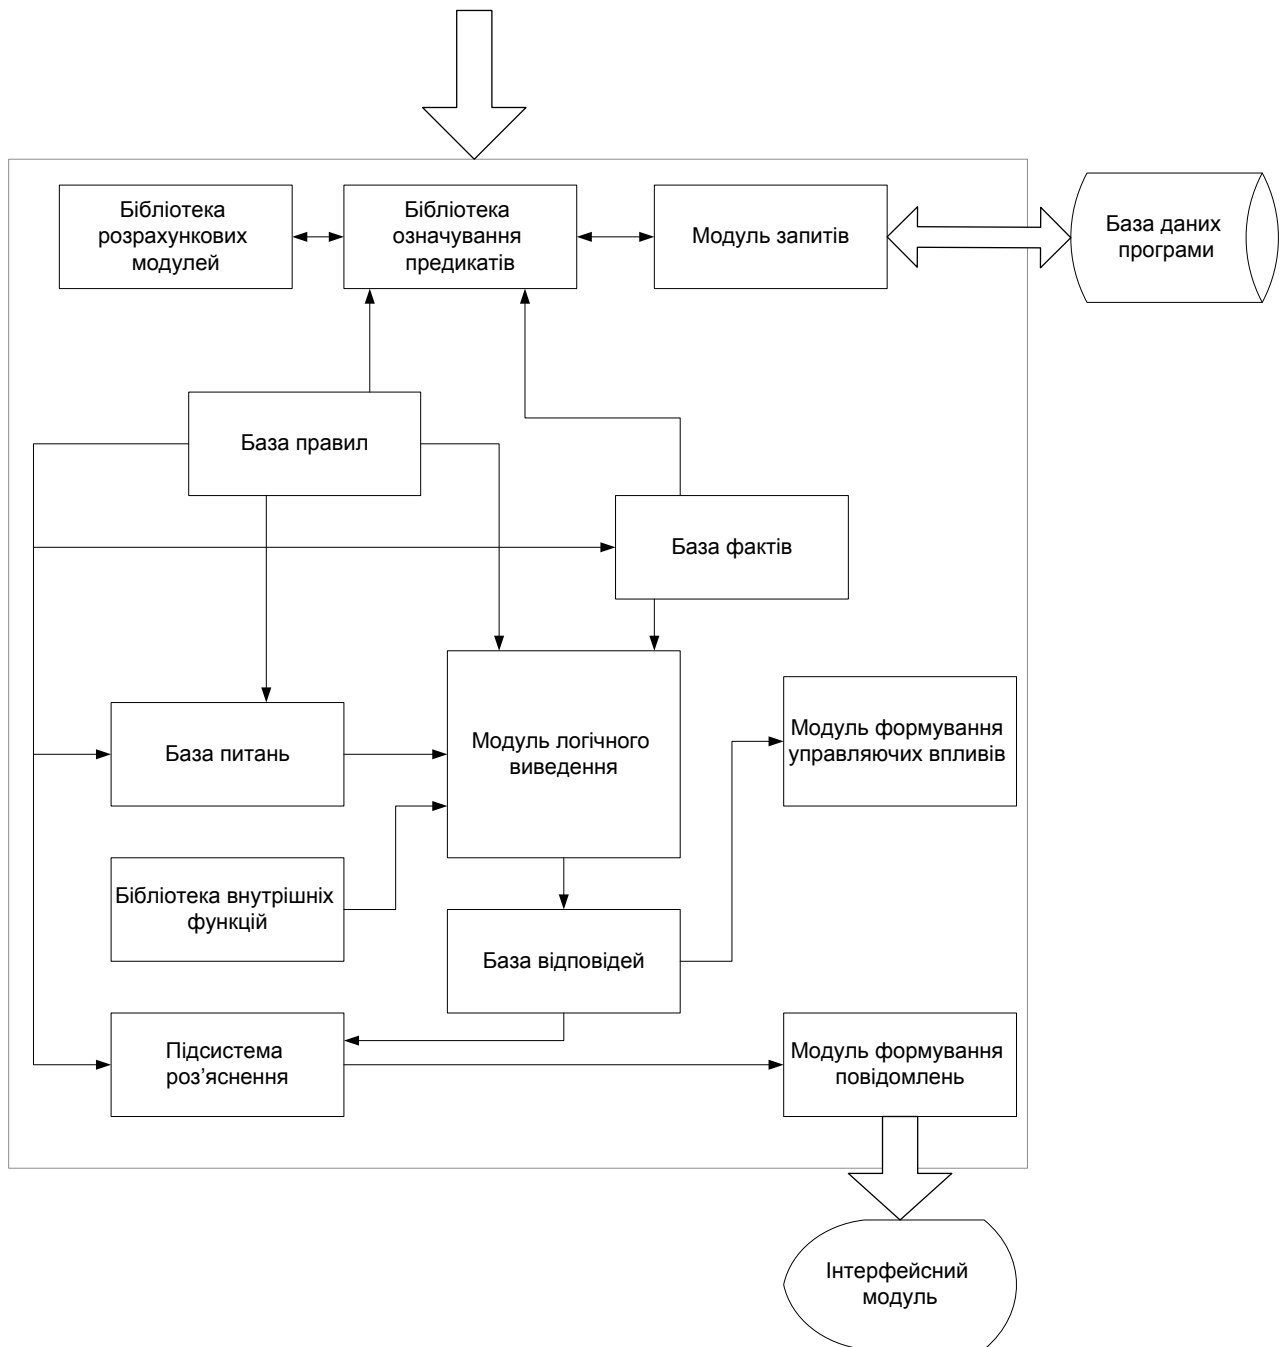 Бібліотека
розрахункових
модулей
Бібліотека
означування
предикатів
Модуль запитів
База даних
програми
База правил
База фактів
База питань
Модуль логічного
виведення
Модуль формування
управляючих впливів
Бібліотека внутрішніх
функцій
База відповідей
Підсистема
роз’яснення
Модуль формування
повідомлень
Інтерфейсний
модуль